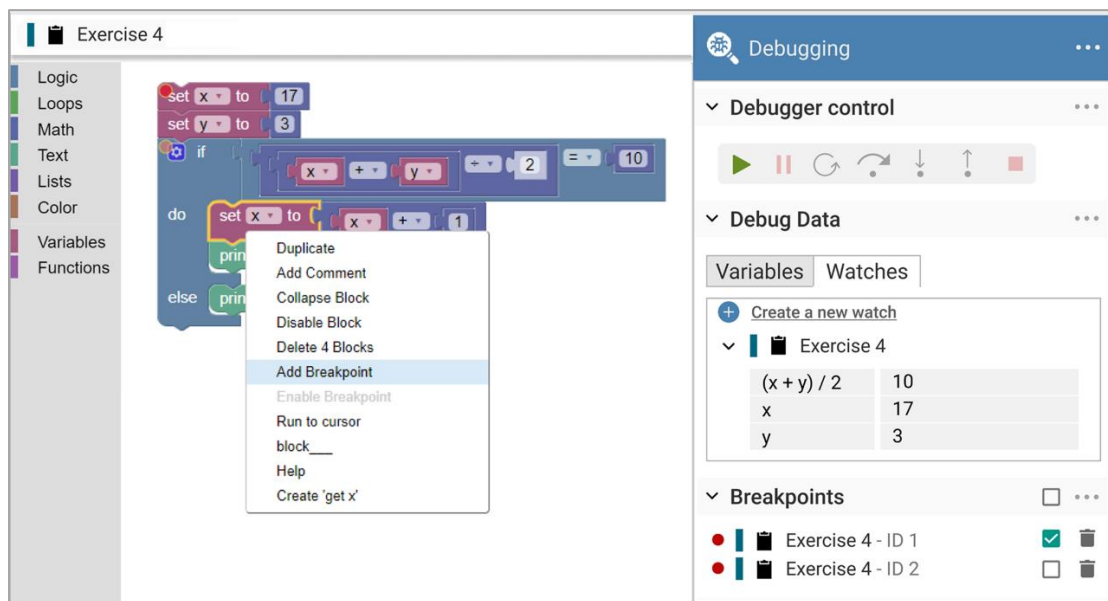 Exercise 4
Logic
Loops
Math
Text
Lists
Color
Variables
Functions
set x to 17
set y to 3
if x + y ÷ 2 = 10
do set x to x + 1
prin
else prin
Duplicate
Add Comment
Collapse Block
Disable Block
Delete 4 Blocks
Add Breakpoint
Enable Breakpoint
Run to cursor
block___
Help
Create 'get x'
Debugging
Debugger control
Debug Data
Variables Watches
Create a new watch
Exercise 4
(x + y) / 2 10
x 17
y 3
Breakpoints
Exercise 4 - ID 1
Exercise 4 - ID 2